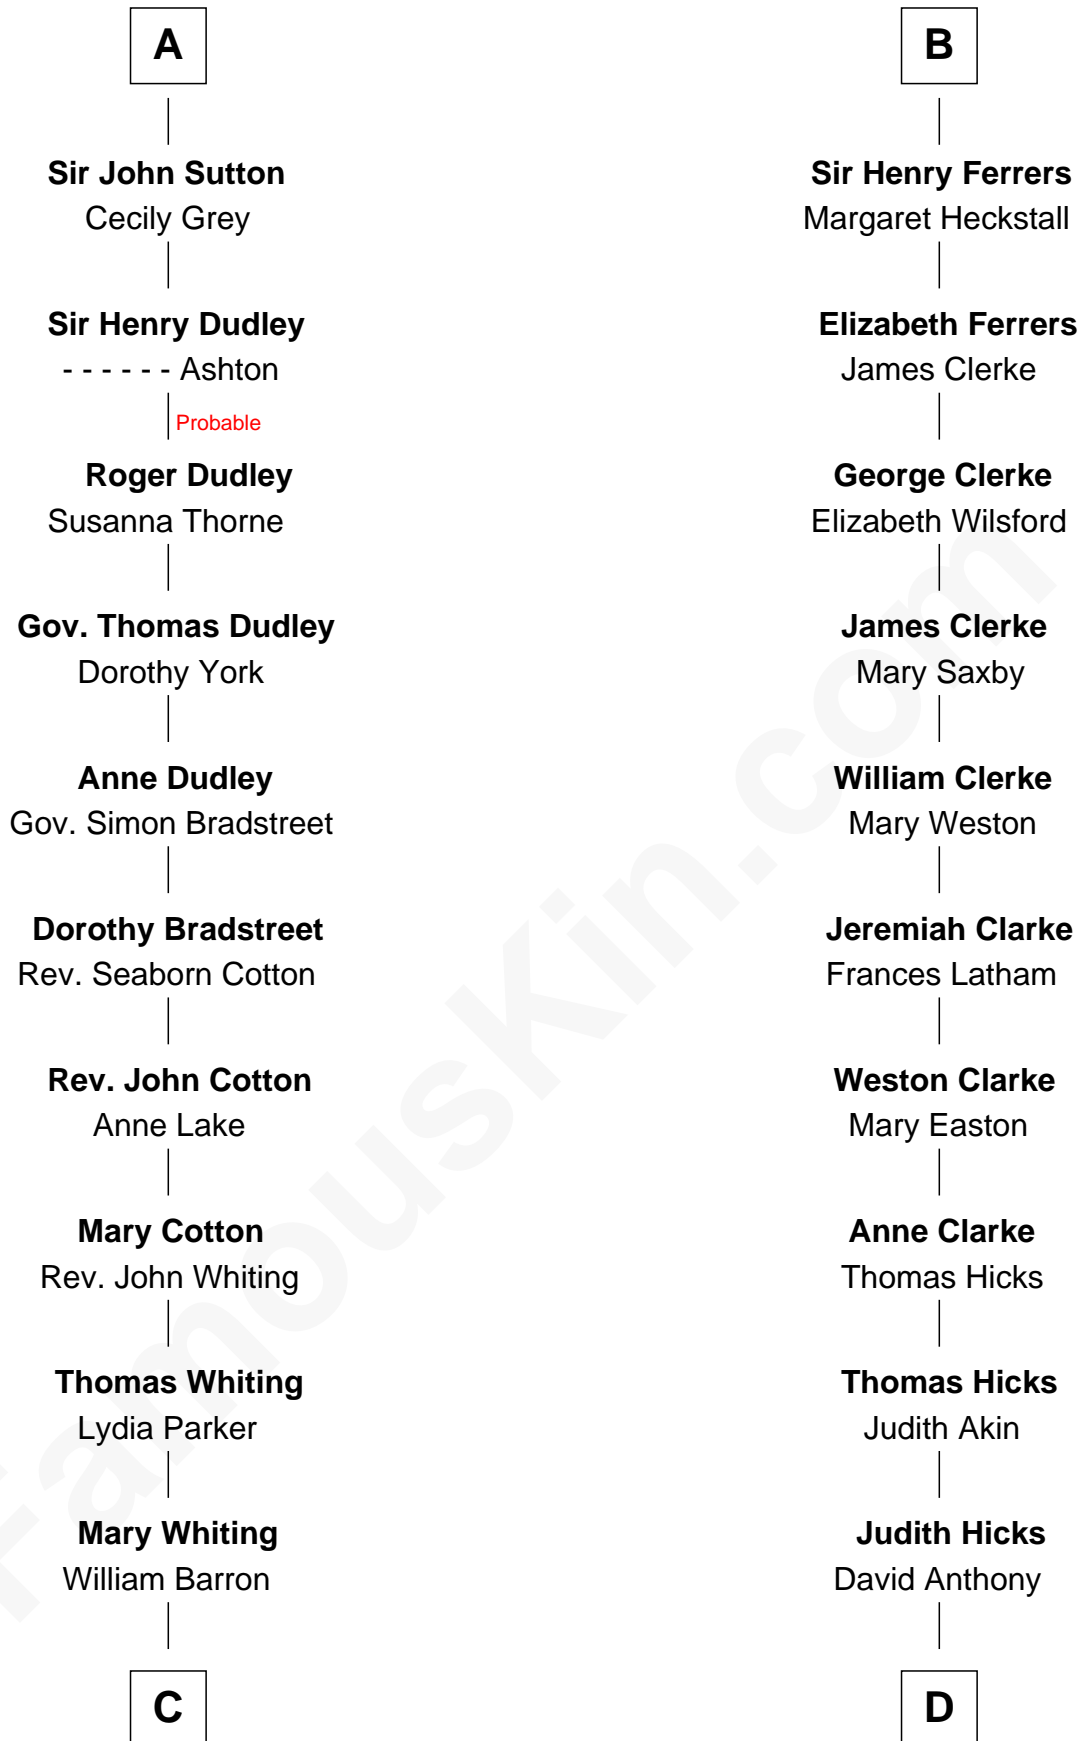 A
Sir John Sutton
Cecily Grey
Sir Henry Dudley
- - - - - - Ashton
Probable
Roger Dudley
Susanna Thorne
Gov. Thomas Dudley
Dorothy York
Anne Dudley
Gov. Simon Bradstreet
Dorothy Bradstreet
Rev. Seaborn Cotton
Rev. John Cotton
Anne Lake
Mary Cotton
Rev. John Whiting
Thomas Whiting
Lydia Parker
Mary Whiting
William Barron
C
B
Sir Henry Ferrers
Margaret Heckstall
Elizabeth Ferrers
James Clerke
George Clerke
Elizabeth Wilsford
James Clerke
Mary Saxby
William Clerke
Mary Weston
Jeremiah Clarke
Frances Latham
Weston Clarke
Mary Easton
Anne Clarke
Thomas Hicks
Thomas Hicks
Judith Akin
Judith Hicks
David Anthony
D
FamousKin.com